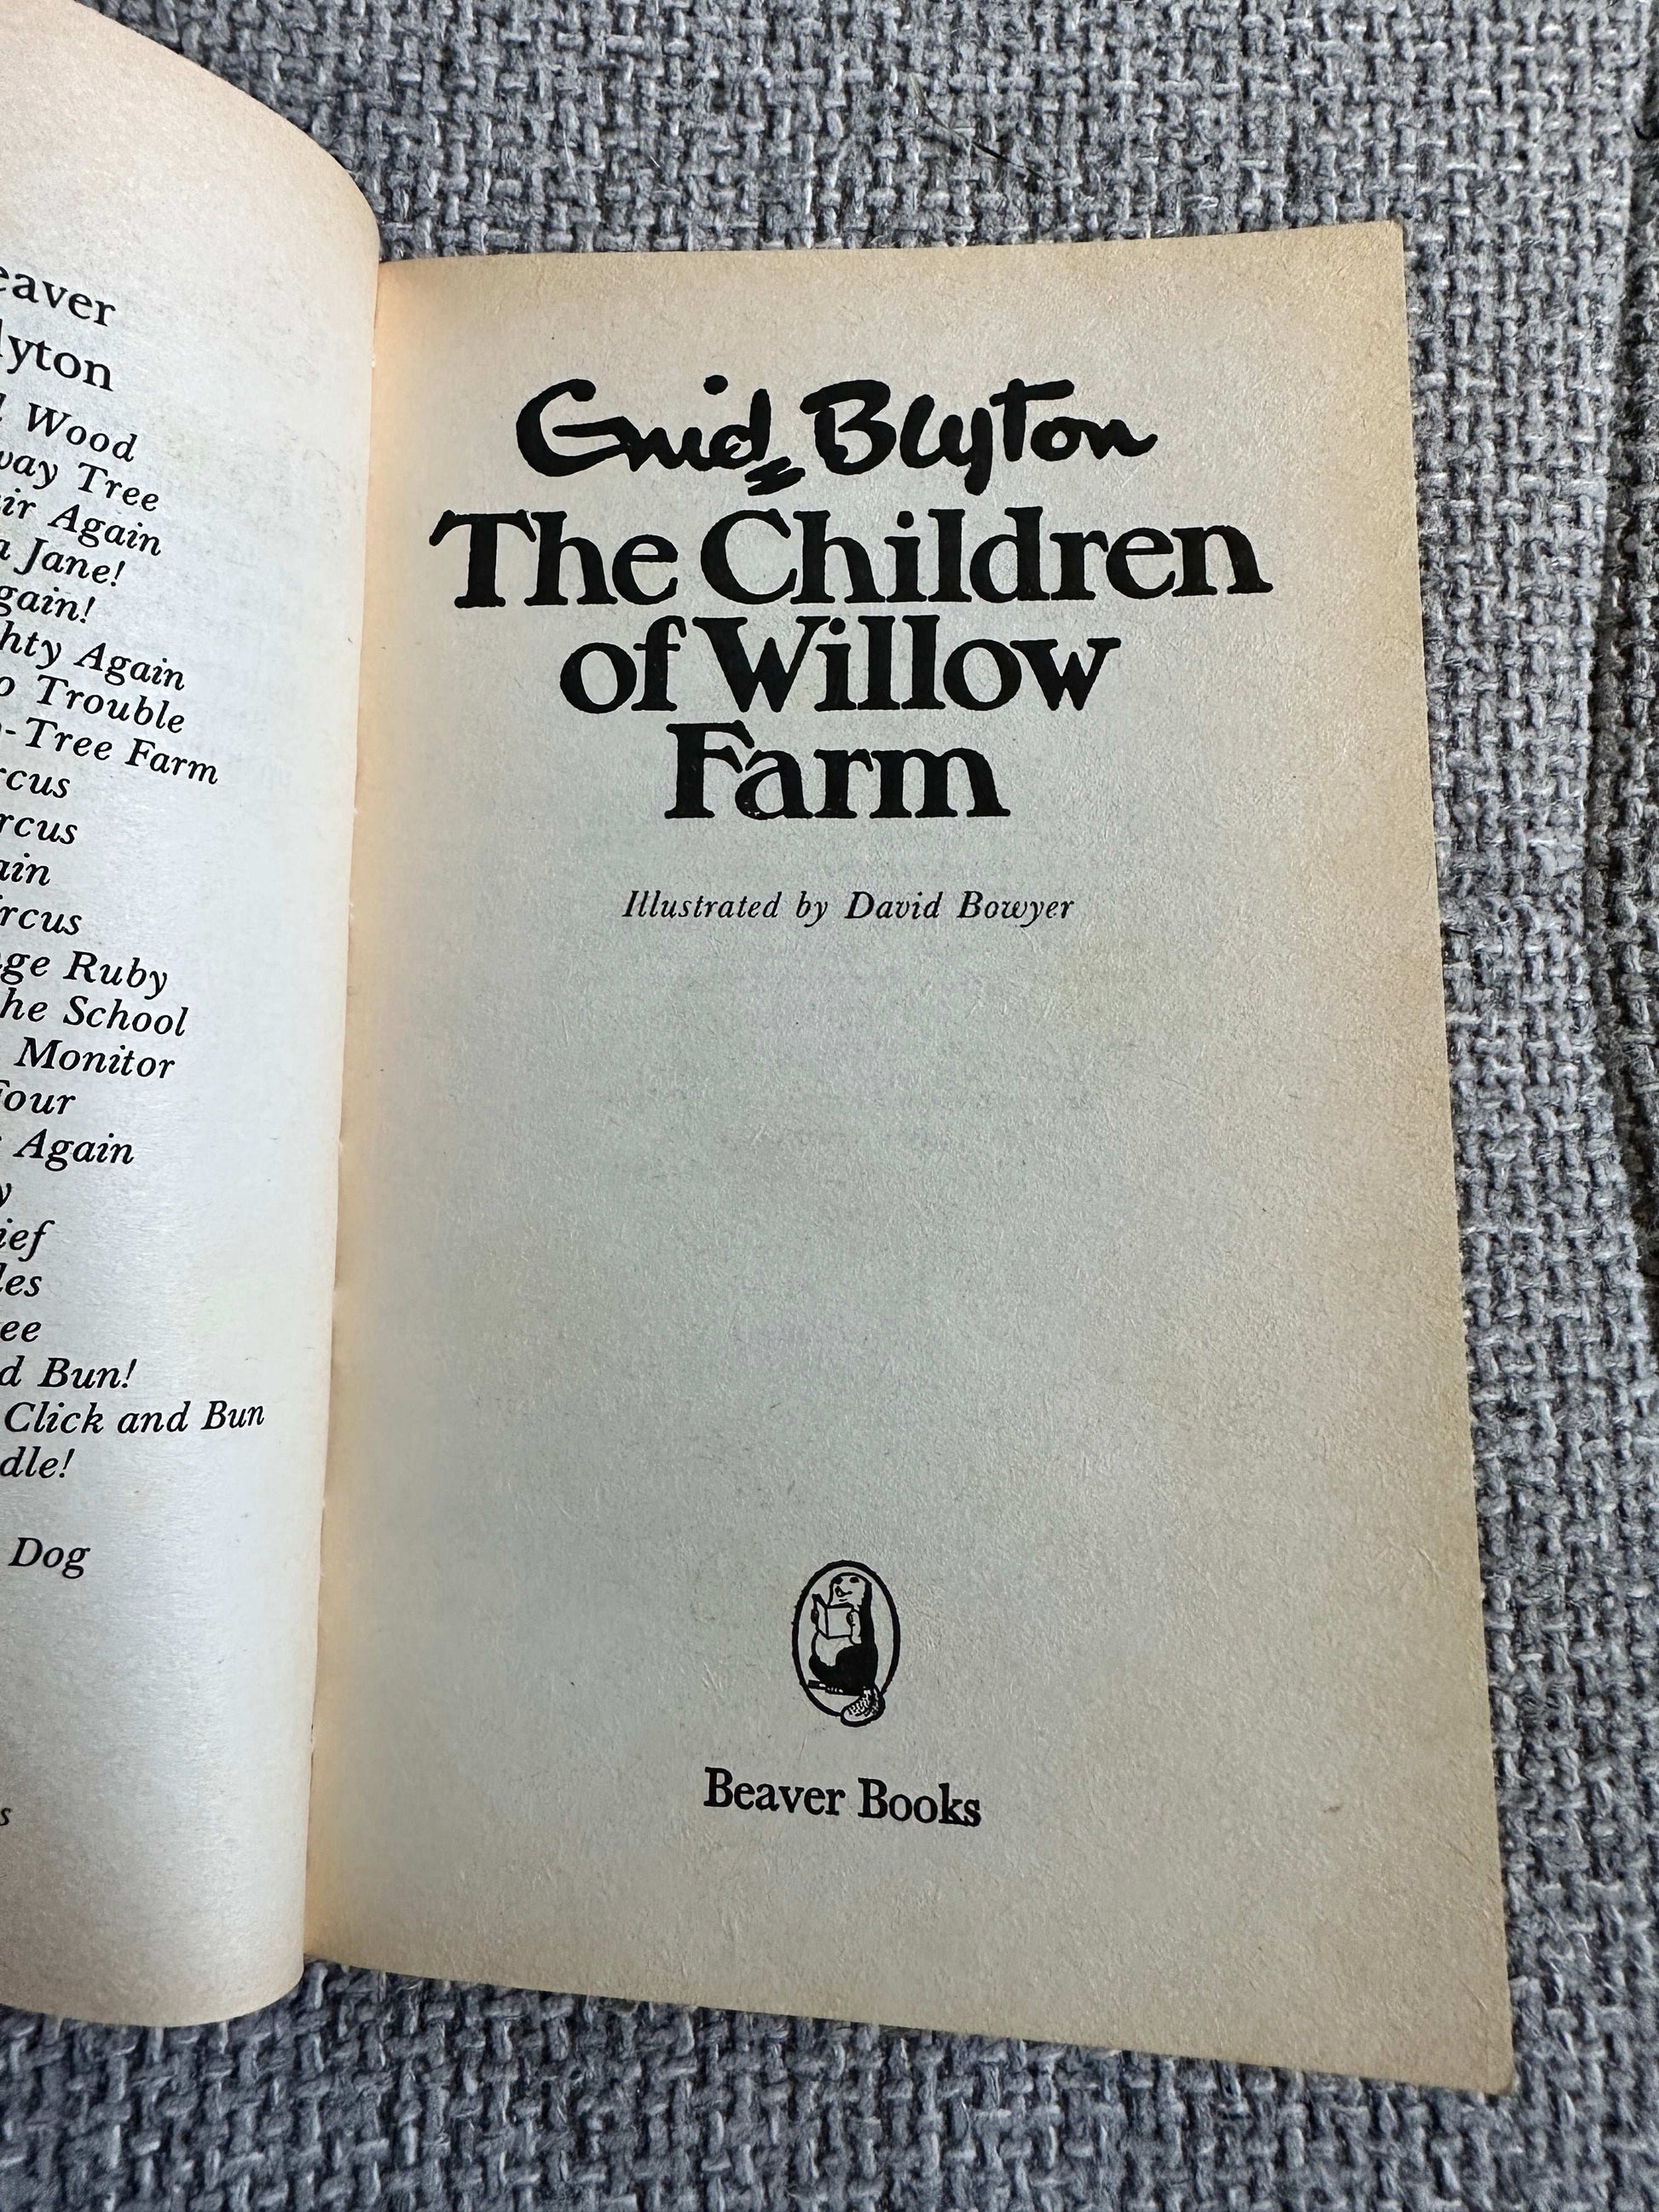 eaver
lyton
Wood
way Tree
air Again
a Jane!
gain!
hty Again
o Trouble
-Tree Farm
rcus
rcus
ain
ircus
ge Ruby
he School
Monitor
Four
Again
y
ief
les
ee
d Bun!
Click and Bun
dle!
Dog
s
Enid Blyton
The Children
of Willow
Farm
Illustrated by David Bowyer
Beaver Books